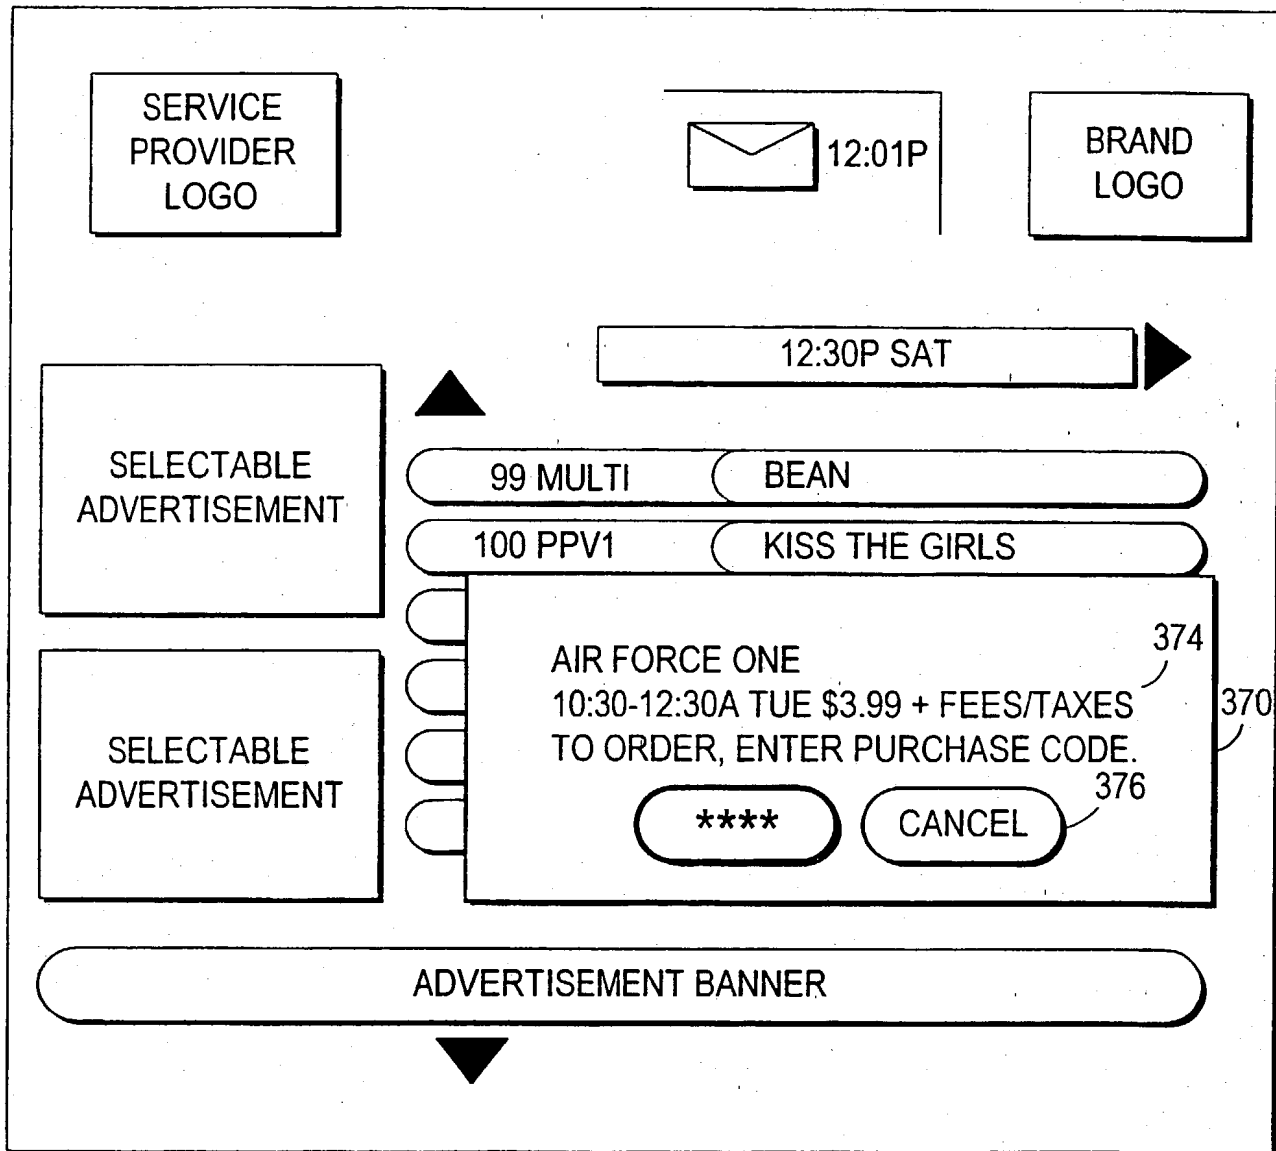 SERVICE
PROVIDER
LOGO
12:01P
BRAND
LOGO
12:30P SAT
SELECTABLE
ADVERTISEMENT
99 MULTI BEAN
100 PPV1 KISS THE GIRLS
374
AIR FORCE ONE
370
10:30-12:30A TUE $3.99 + FEES/TAXES
TO ORDER, ENTER PURCHASE CODE.
376
**** CANCEL
SELECTABLE
ADVERTISEMENT
ADVERTISEMENT BANNER